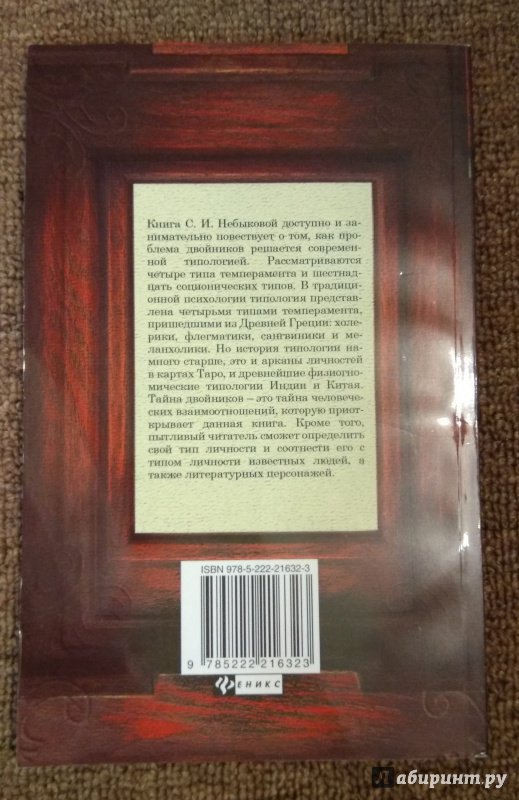 Книга С. И. Небыковой доступно и за-
нимательно повествует о том, как про-
блема двойников решается современ-
ной типологией. Рассматриваются
четыре типа темперамента и шестнад-
цать соционических типов. В традици-
онной психологии типология представ-
лена четырьмя типами темперамента,
пришедшими из Древней Греции: холе-
рики, флегматики, сангвиники и ме-
ланхолики. Но история типологии на-
много старше, это и арканы личностей
в картах Таро, и древнейшие физиогно-
мические типологии Индии и Китая.
Тайна двойников – это тайна человече-
ских взаимоотношений, которую приот-
крывает данная книга. Кроме того,
пытливый читатель сможет определить
свой тип личности и соотнести его с
типом личности известных людей, а
также литературных персонажей.
ISBN 978-5-222-21632-3
9 785222 216323
ЕНИКС
Лабиринт.ру